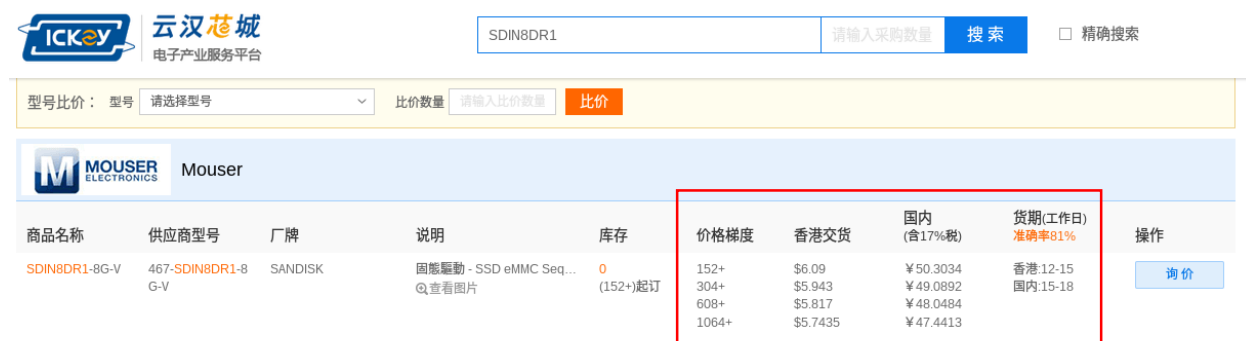 ICKEY 云汉芯城
电子产业服务平台
SDIN8DR1 请输入采购数量 搜索 精确搜索
型号比价： 型号 请选择型号 比价数量 请输入比价数量 比价
M MOUSER ELECTRONICS Mouser
商品名称 供应商型号 厂牌 说明 库存 价格梯度 香港交货 国内(含17%税) 货期(工作日)准确率81% 操作
SDIN8DR1-8G-V 467-SDIN8DR1-8 SANDISK 固態驅動 - SSD eMMC Seq... 0 152+ $6.09 ¥50.3034 香港:12-15 询价
G-V 查看图片 (152+)起订 304+ $5.943 ¥49.0892 国内:15-18
608+ $5.817 ¥48.0484
1064+ $5.7435 ¥47.4413